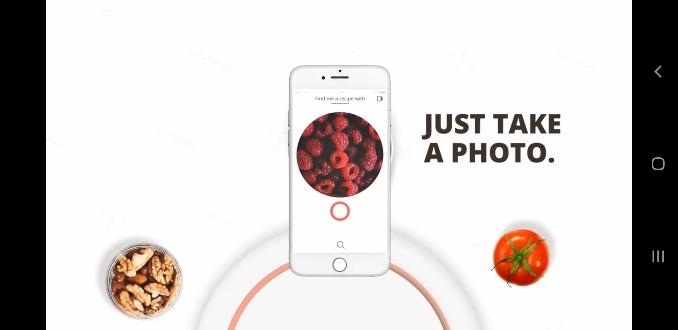 Find me a recipe with
JUST TAKE
A PHOTO.